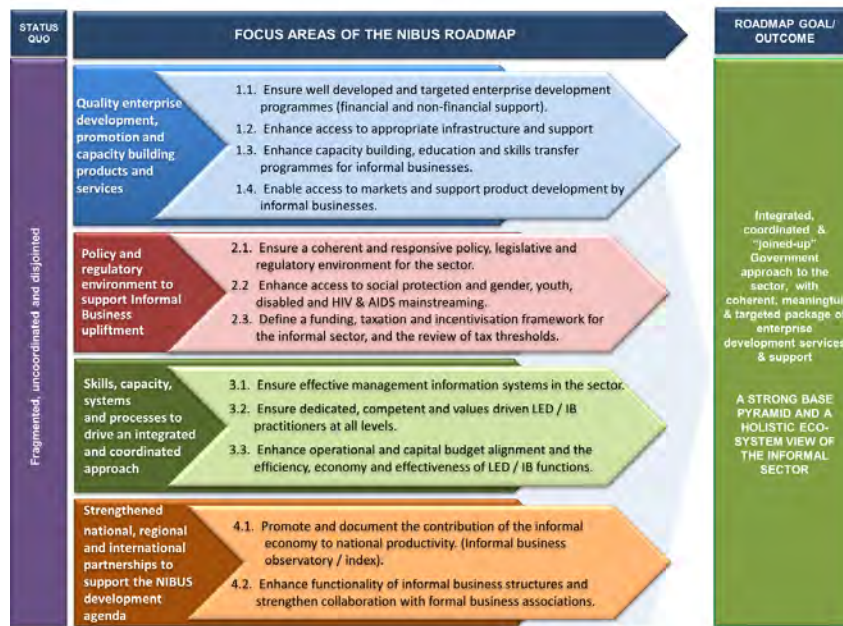 STATUS
QUO
FOCUS AREAS OF THE NIBUS ROADMAP
ROADMAP GOAL/
OUTCOME
Fragmented, uncoordinated and disjointed
Quality enterprise
development,
promotion and
capacity building
products and
services
1.1. Ensure well developed and targeted enterprise development
programmes (financial and non-financial support).
1.2. Enhance access to appropriate infrastructure and support
1.3. Enhance capacity building, education and skills transfer
programmes for informal businesses.
1.4. Enable access to markets and support product development by
informal businesses.
Policy and
regulatory
environment to
support Informal
Business
upliftment
2.1. Ensure a coherent and responsive policy, legislative and
regulatory environment for the sector.
2.2 Enhance access to social protection and gender, youth,
disabled and HIV & AIDS mainstreaming.
2.3. Define a funding, taxation and incentivisation framework for
the informal sector, and the review of tax thresholds.
Skills, capacity,
systems
and processes to
drive an integrated
and coordinated
approach
3.1. Ensure effective management information systems in the sector.
3.2. Ensure dedicated, competent and values driven LED / IB
practitioners at all levels.
3.3. Enhance operational and capital budget alignment and the
efficiency, economy and effectiveness of LED / IB functions.
Strengthened
national, regional
and international
partnerships to
support the NIBUS
development
agenda
4.1. Promote and document the contribution of the informal
economy to national productivity. (Informal business
observatory / index).
4.2. Enhance functionality of informal business structures and
strengthen collaboration with formal business associations.
Integrated,
coordinated &
"joined-up"
Government
approach to the
sector, with
coherent, meaningful
& targeted package of
enterprise
development services
& support
A STRONG BASE
PYRAMID AND A
HOLISTIC ECO-
SYSTEM VIEW OF
THE INFORMAL
SECTOR